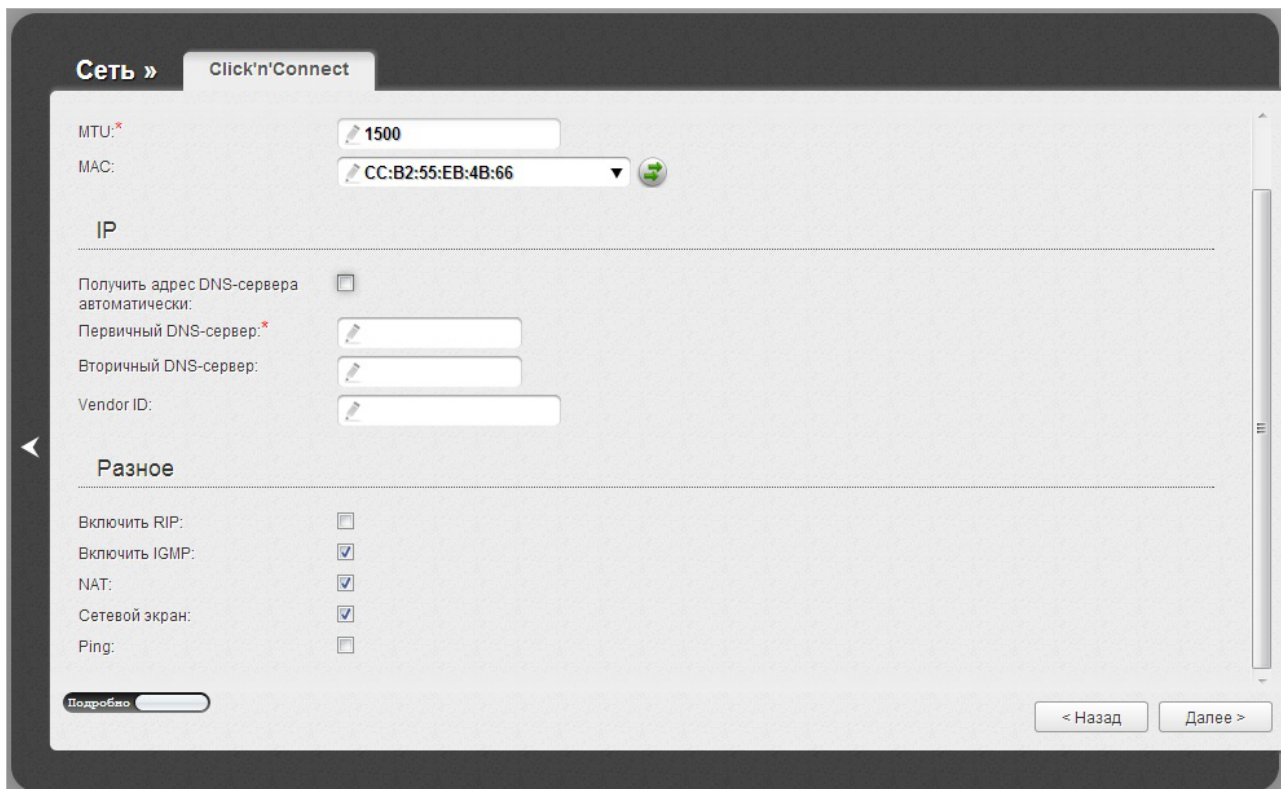 Сеть »
Click'n'Connect
MTU:*
1500
MAC:
CC:B2:55:EB:4B:66
IP
Получить адрес DNS-сервера
автоматически:
Первичный DNS-сервер:*
Вторичный DNS-сервер:
Vendor ID:
Разное
Включить RIP:
Включить IGMP:
NAT:
Сетевой экран:
Ping:
Подробно
< Назад
Далее >